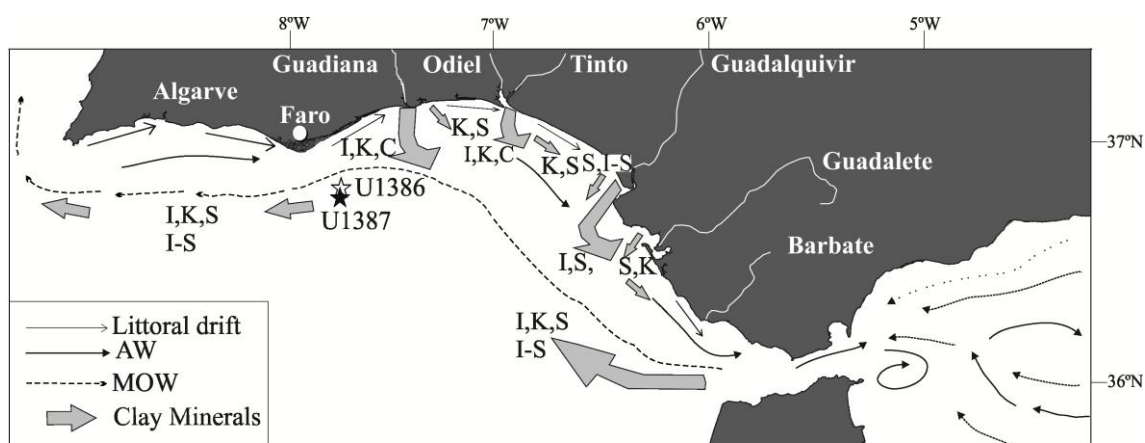 8ºW
7ºW
6ºW
5ºW
Guadiana
Odiel
Tinto
Guadalquivir
Algarve
Faro
37ºN
K,S
I,K,C
I,K,C
K,S
S,I-S
Guadalete
U1386
U1387
I,K,S
I-S
I,S,
S,K
Barbate
I,K,S
I-S
Littoral drift
AW
MOW
Clay Minerals
36ºN